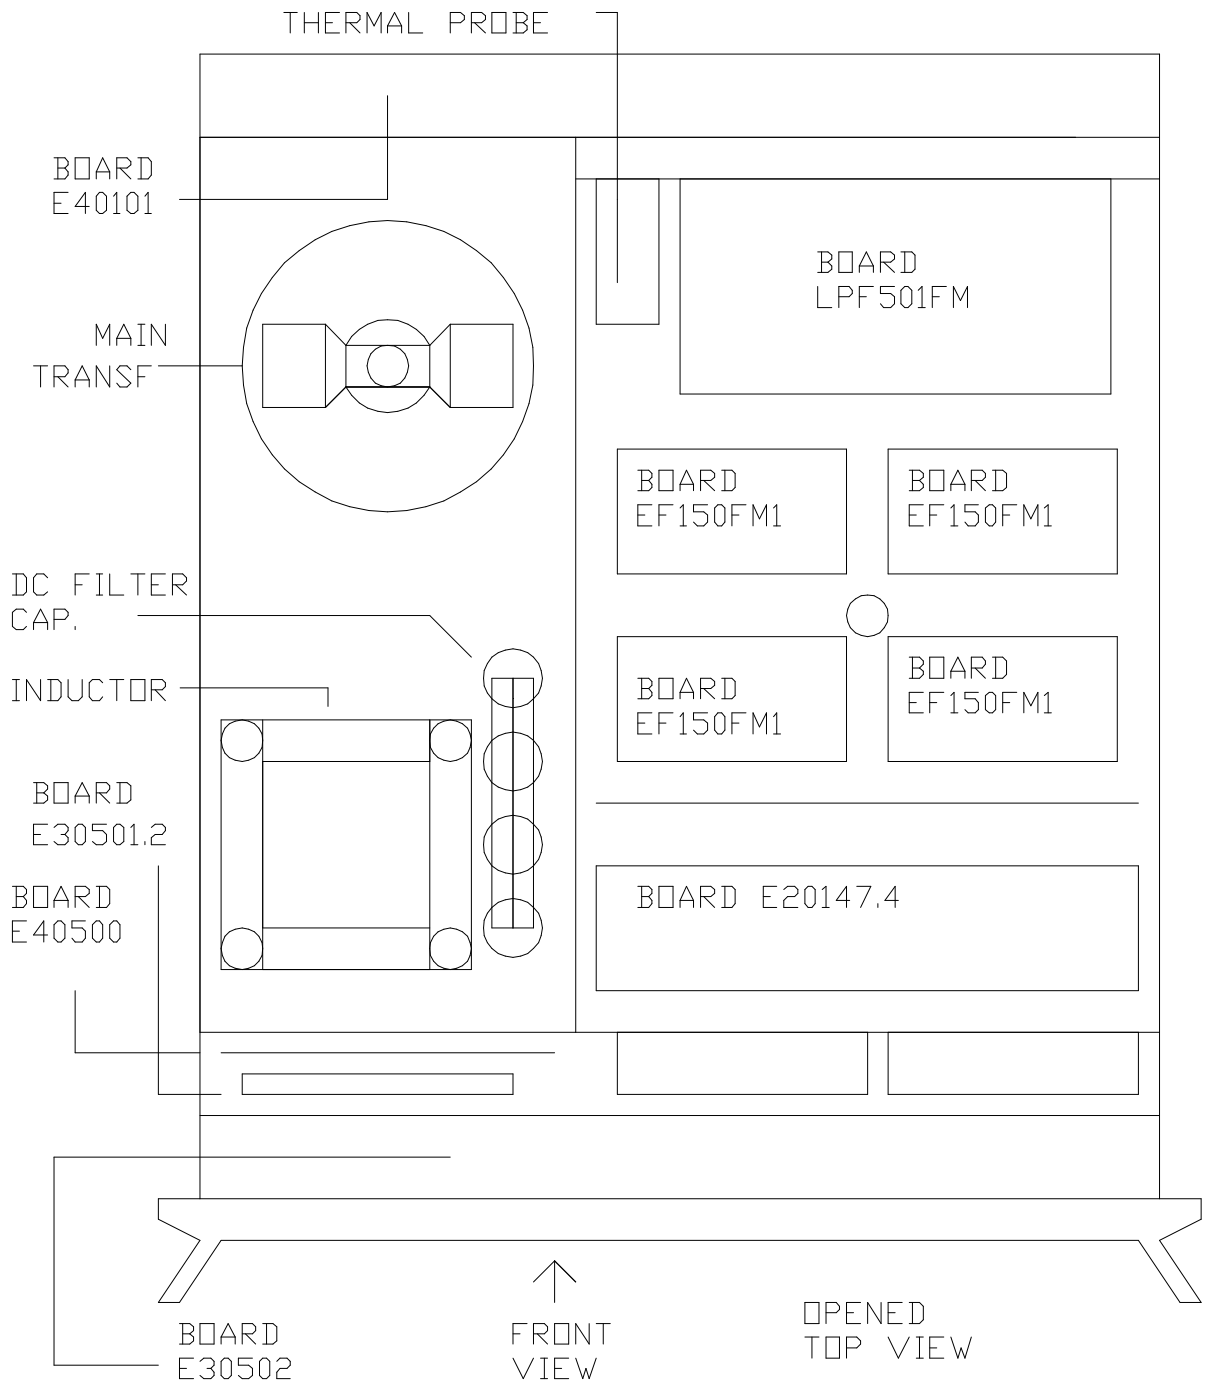 THERMAL PROBE
BOARD
E40101
BOARD
LPF501FM
MAIN
TRANSF
BOARD
EF150FM1
BOARD
EF150FM1
DC FILTER
CAP.
BOARD
EF150FM1
BOARD
EF150FM1
INDUCTOR
BOARD
E30501.2
BOARD
E40500
BOARD E20147.4
BOARD
E30502
FRONT
VIEW
OPENED
TOP VIEW